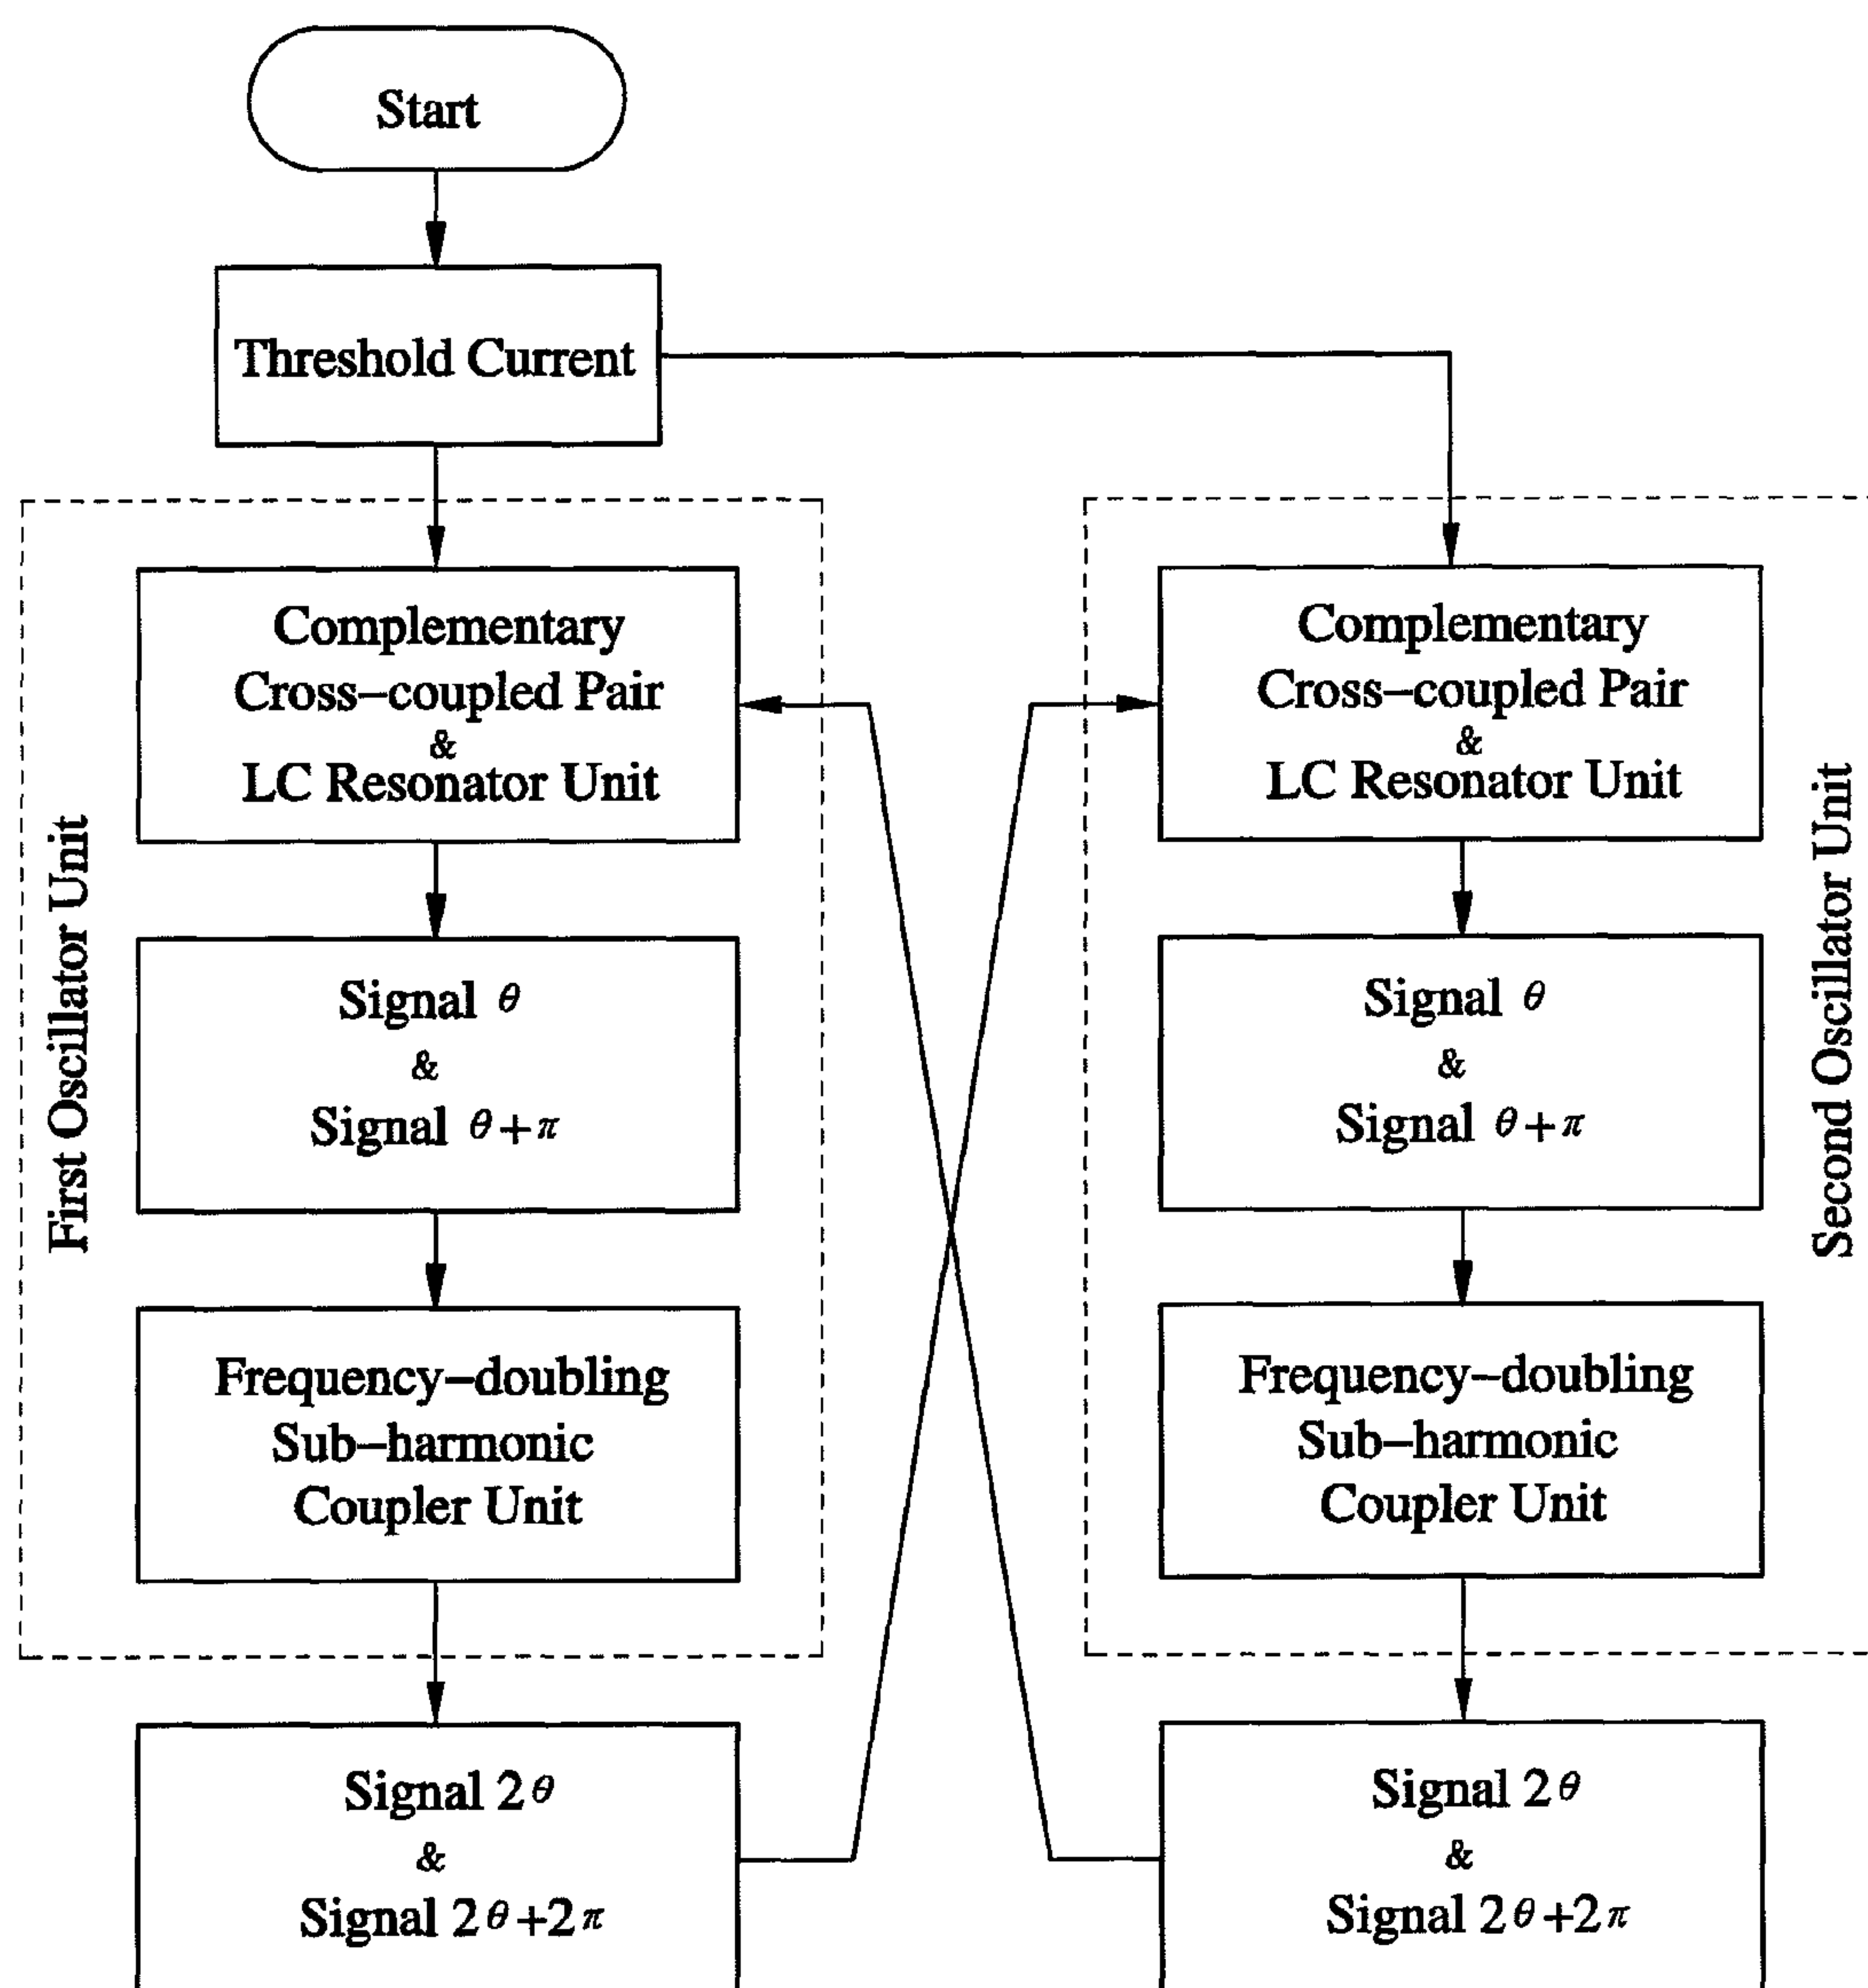 Start
Threshold Current
First Oscillator Unit
Complementary
Cross-coupled Pair
&
LC Resonator Unit
Signal θ
&
Signal θ+π
Frequency-doubling
Sub-harmonic
Coupler Unit
Signal 2θ
&
Signal 2θ+2π
Second Oscillator Unit
Complementary
Cross-coupled Pair
&
LC Resonator Unit
Signal θ
&
Signal θ+π
Frequency-doubling
Sub-harmonic
Coupler Unit
Signal 2θ
&
Signal 2θ+2π